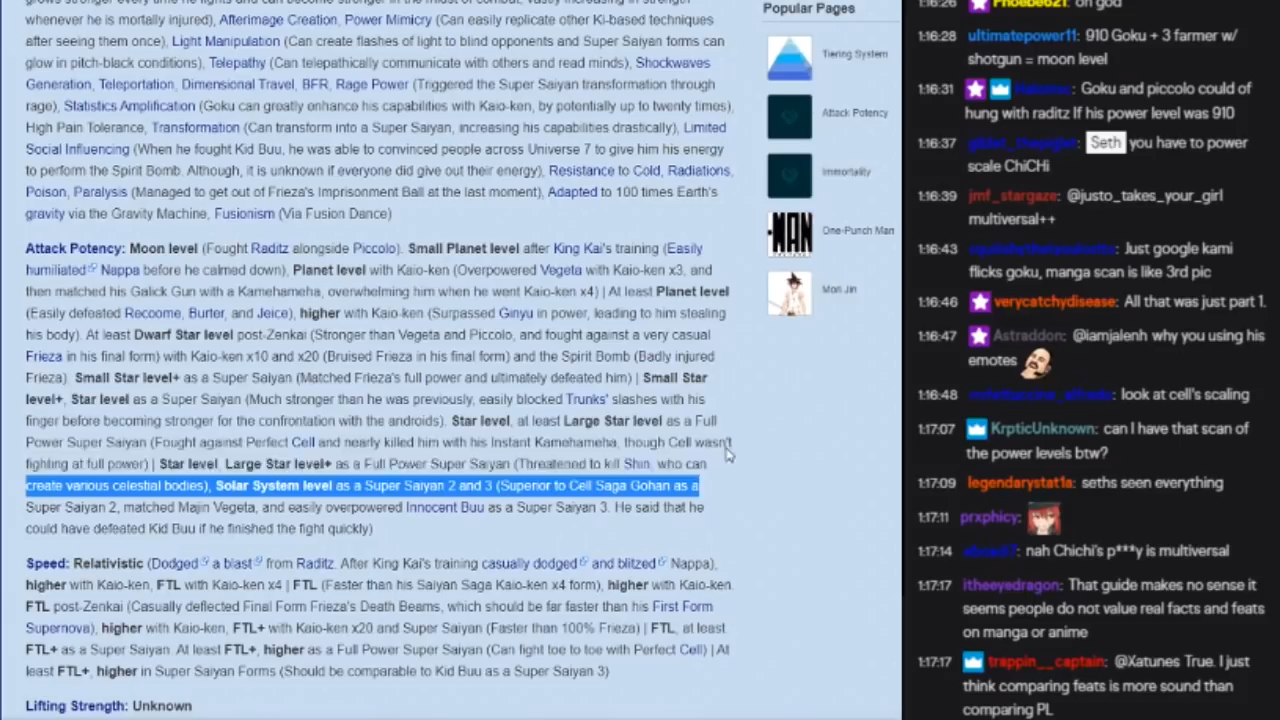 grows stronger every time he fights and can become stronger in the midst of combat, vastly increasing in strength
whenever he is mortally injured), Afterimage Creation, Power Mimicry (Can easily replicate other Ki-based techniques
after seeing them once), Light Manipulation (Can create flashes of light to blind opponents and Super Saiyan forms can
glow in pitch-black conditions), Telepathy (Can telepathically communicate with others and read minds), Shockwaves
Generation, Teleportation, Dimensional Travel, BFR, Rage Power (Triggered the Super Saiyan transformation through
rage), Statistics Amplification (Goku can greatly enhance his capabilities with Kaio-ken, by potentially up to twenty times),
High Pain Tolerance, Transformation (Can transform into a Super Saiyan, increasing his capabilities drastically), Limited
Social Influencing (When he fought Kid Buu, he was able to convinced people across Universe 7 to give him his energy
to perform the Spirit Bomb. Although, it is unknown if everyone did give out their energy), Resistance to Cold, Radiations,
Poison, Paralysis (Managed to get out of Frieza's Imprisonment Ball at the last moment), Adapted to 100 times Earth's
gravity via the Gravity Machine, Fusionism (Via Fusion Dance)
Attack Potency: Moon level (Fought Raditz alongside Piccolo). Small Planet level after King Kai's training (Easily
humiliated Nappa before he calmed down), Planet level with Kaio-ken (Overpowered Vegeta with Kaio-ken x3, and
then matched his Galick Gun with a Kamehameha, overwhelming him when he went Kaio-ken x4) | At least Planet level
(Easily defeated Recoome, Burter, and Jeice), higher with Kaio-ken (Surpassed Ginyu in power, leading to him stealing
his body). At least Dwarf Star level post-Zenkai (Stronger than Vegeta and Piccolo, and fought against a very casual
Frieza in his final form) with Kaio-ken x10 and x20 (Bruised Frieza in his final form) and the Spirit Bomb (Badly injured
Frieza). Small Star level+ as a Super Saiyan (Matched Frieza's full power and ultimately defeated him) | Small Star
level+, Star level as a Super Saiyan (Much stronger than he was previously, easily blocked Trunks' slashes with his
finger before becoming stronger for the confrontation with the androids). Star level, at least Large Star level as a Full
Power Super Saiyan (Fought against Perfect Cell and nearly killed him with his Instant Kamehameha, though Cell wasn't
fighting at full power) | Star level, Large Star level+ as a Full Power Super Saiyan (Threatened to kill Shin, who can
create various celestial bodies), Solar System level as a Super Saiyan 2 and 3 (Superior to Cell Saga Gohan as a
Super Saiyan 2, matched Majin Vegeta, and easily overpowered Innocent Buu as a Super Saiyan 3. He said that he
could have defeated Kid Buu if he finished the fight quickly)
Speed: Relativistic (Dodged a blast from Raditz. After King Kai's training casually dodged and blitzed Nappa),
higher with Kaio-ken, FTL with Kaio-ken x4 | FTL (Faster than his Saiyan Saga Kaio-ken x4 form), higher with Kaio-ken.
FTL post-Zenkai (Casually deflected Final Form Frieza's Death Beams, which should be far faster than his First Form
Supernova), higher with Kaio-ken, FTL+ with Kaio-ken x20 and Super Saiyan (Faster than 100% Frieza) | FTL, at least
FTL+ as a Super Saiyan. At least FTL+, higher as a Full Power Super Saiyan (Can fight toe to toe with Perfect Cell) | At
least FTL+, higher in Super Saiyan Forms (Should be comparable to Kid Buu as a Super Saiyan 3)
Lifting Strength: Unknown
Popular Pages
Tiering System
Attack Potency
Immortality
MAN
One-Punch Man
Mori Jin
1:16:26 Phoebe621: on god
1:16:28 ultimatepower11: 910 Goku + 3 farmer w/
shotgun = moon level
1:16:31 Goku and piccolo could of
hung with raditz If his power level was 910
1:16:37 Seth you have to power
scale ChiCHi
1:16:39 jmf_stargaze: @justo_takes_your_girl
multiversal++
1:16:43 Just google kami
flicks goku, manga scan is like 3rd pic
1:16:46 verycatchydisease: All that was just part 1.
1:16:47 Astraddon: @iamjalenh why you using his
emotes
1:16:48 look at cell's scaling
1:17:07 KrpticUnknown: can I have that scan of
the power levels btw?
1:17:09 legendarystat1a: seths seen everything
1:17:11 prxphicy:
1:17:14 nah Chichi's p***y is multiversal
1:17:17 itheeyedragon: That guide makes no sense it
seems people do not value real facts and feats
on manga or anime
1:17:17 trappin__captain: @Xatunes True. I just
think comparing feats is more sound than
comparing PL